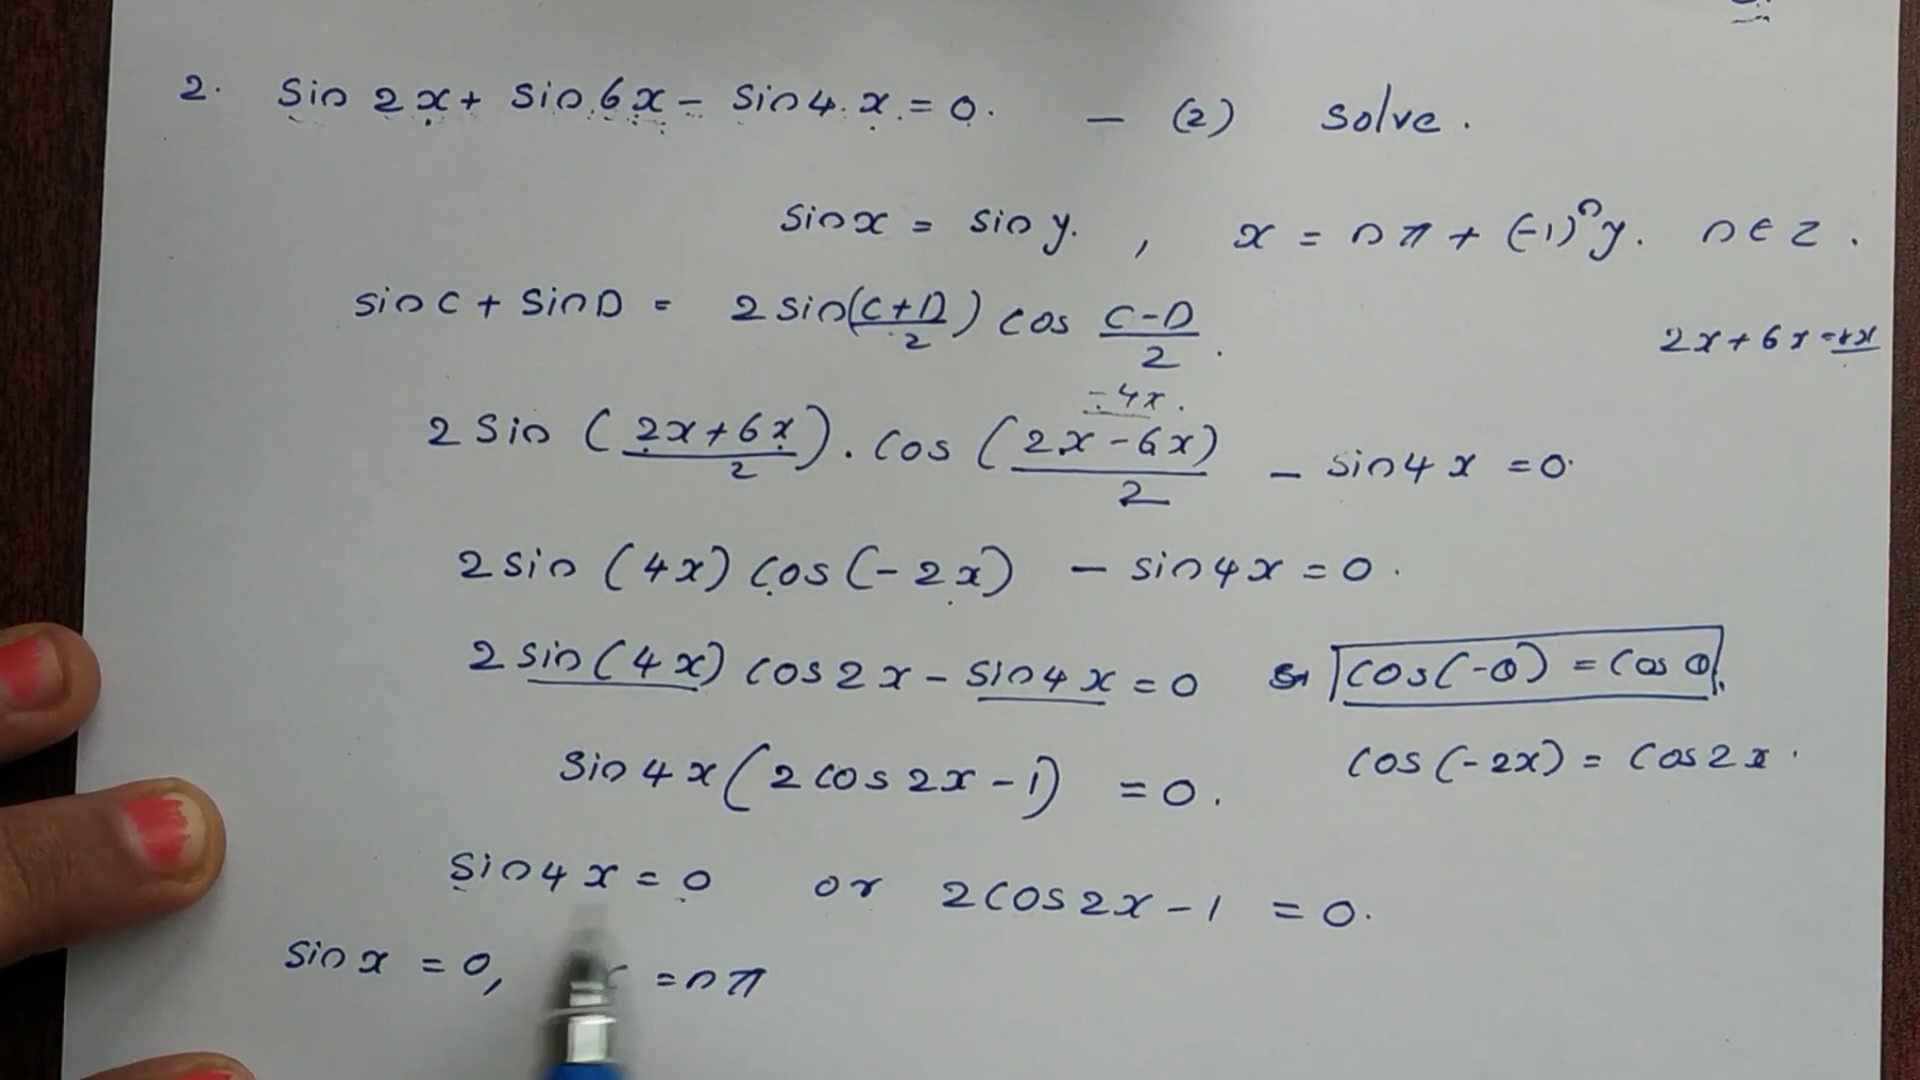 2. Sin 2x + Sin 6x - Sin 4x = 0. - (2) Solve.
Sin x = Sin y. , x = nπ + (-1)ⁿy. n ∈ Z.
Sin C + Sin D = 2 Sin(C+D/2) Cos C-D/2.
2x + 6x
-4x.
2 Sin (2x+6x/2). Cos (2x-6x)/2 - Sin 4x = 0.
2 Sin (4x) Cos(-2x) - Sin 4x = 0.
2 Sin(4x) Cos 2x - Sin 4x = 0 Cos(-θ) = Cos θ
Sin 4x (2 Cos 2x - 1) = 0. Cos(-2x) = Cos 2x.
Sin 4x = 0 or 2 Cos 2x - 1 = 0.
Sin x = 0, = nπ